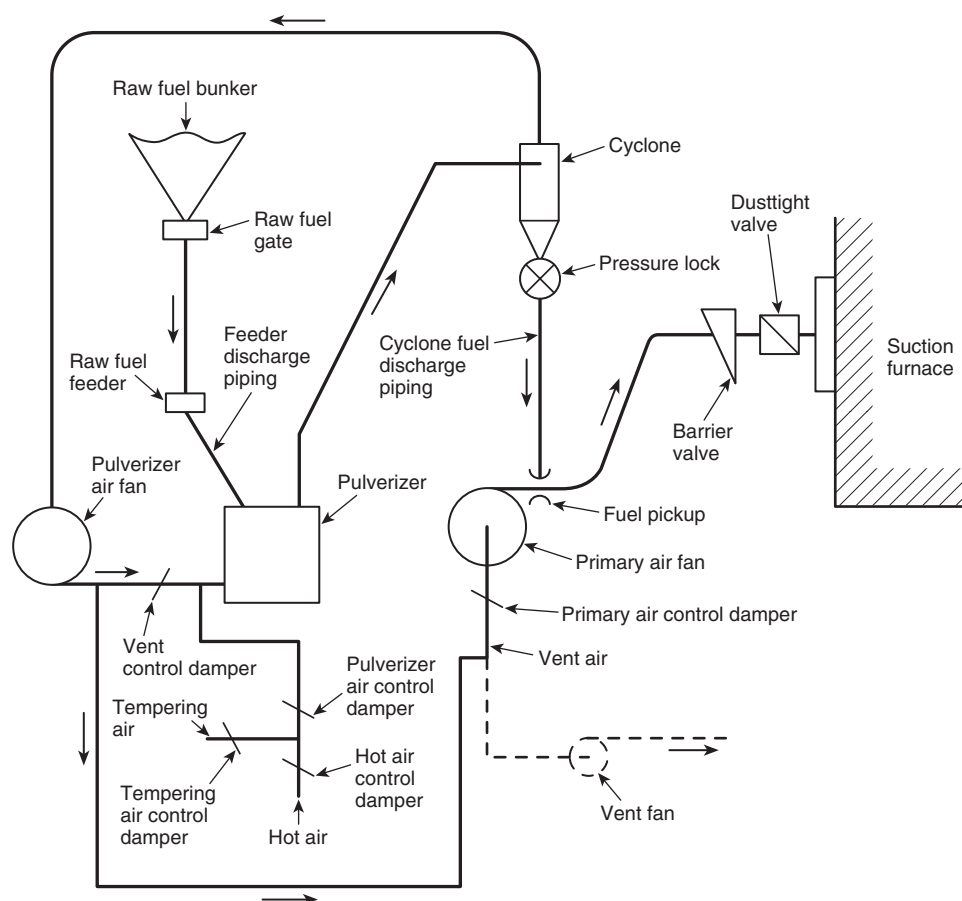 Raw fuel bunker
Cyclone
Dusttight
valve
Raw fuel
gate
Pressure lock
Feeder
discharge
piping
Cyclone fuel
discharge
piping
Suction
furnace
Raw fuel
feeder
Barrier
valve
Pulverizer
air fan
Pulverizer
Fuel pickup
Primary air fan
Primary air control damper
Vent
control damper
Vent air
Pulverizer
air control
damper
Tempering
air
Hot air
control
damper
Tempering
air control
damper
Hot air
Vent fan